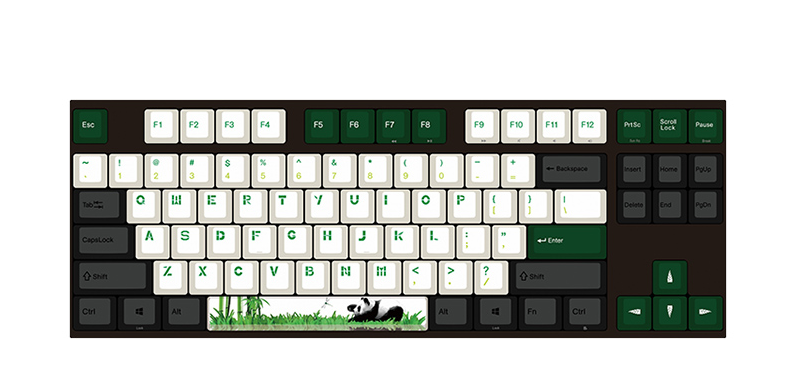 Esc F1 F2 F3 F4 F5 F6 F7 F8 F9 F10 F11 F12 PrtSc Scroll Lock Pause
~ ! @ # $ % ^ & * ( ) - + Backspace Insert Home PgUp
1 2 3 4 5 6 7 8 9 0 =
Tab Q W E R T Y U I O P { } | Delete End PgDn
[ ] \
CapsLock A S D F G H J K L : " Enter
; '
Shift Z X C V B N M < > ? Shift
, . /
Ctrl Alt Alt Fn Ctrl